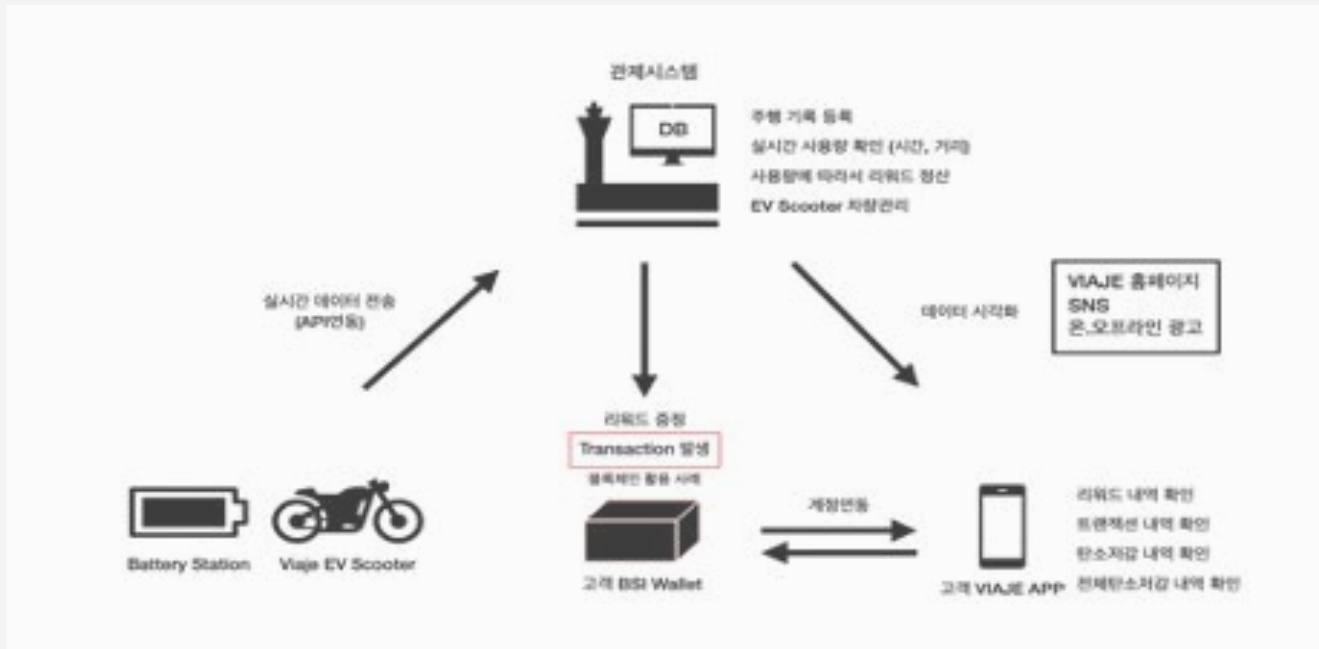 관제시스템
DB
주행 기록 등록
실시간 사용량 확인 (시간, 거리)
사용량에 따라서 리워드 정산
EV Scooter 차량관리
실시간 데이터 전송
(API연동)
데이터 시각화
VIAJE 홈페이지
SNS
온.오프라인 광고
리워드 증정
Transaction 발생
블록체인 활용 사례
Battery Station
Viaje EV Scooter
고객 BSI Wallet
계정연동
고객 VIAJE APP
리워드 내역 확인
트랜잭션 내역 확인
탄소저감 내역 확인
전체탄소저감 내역 확인